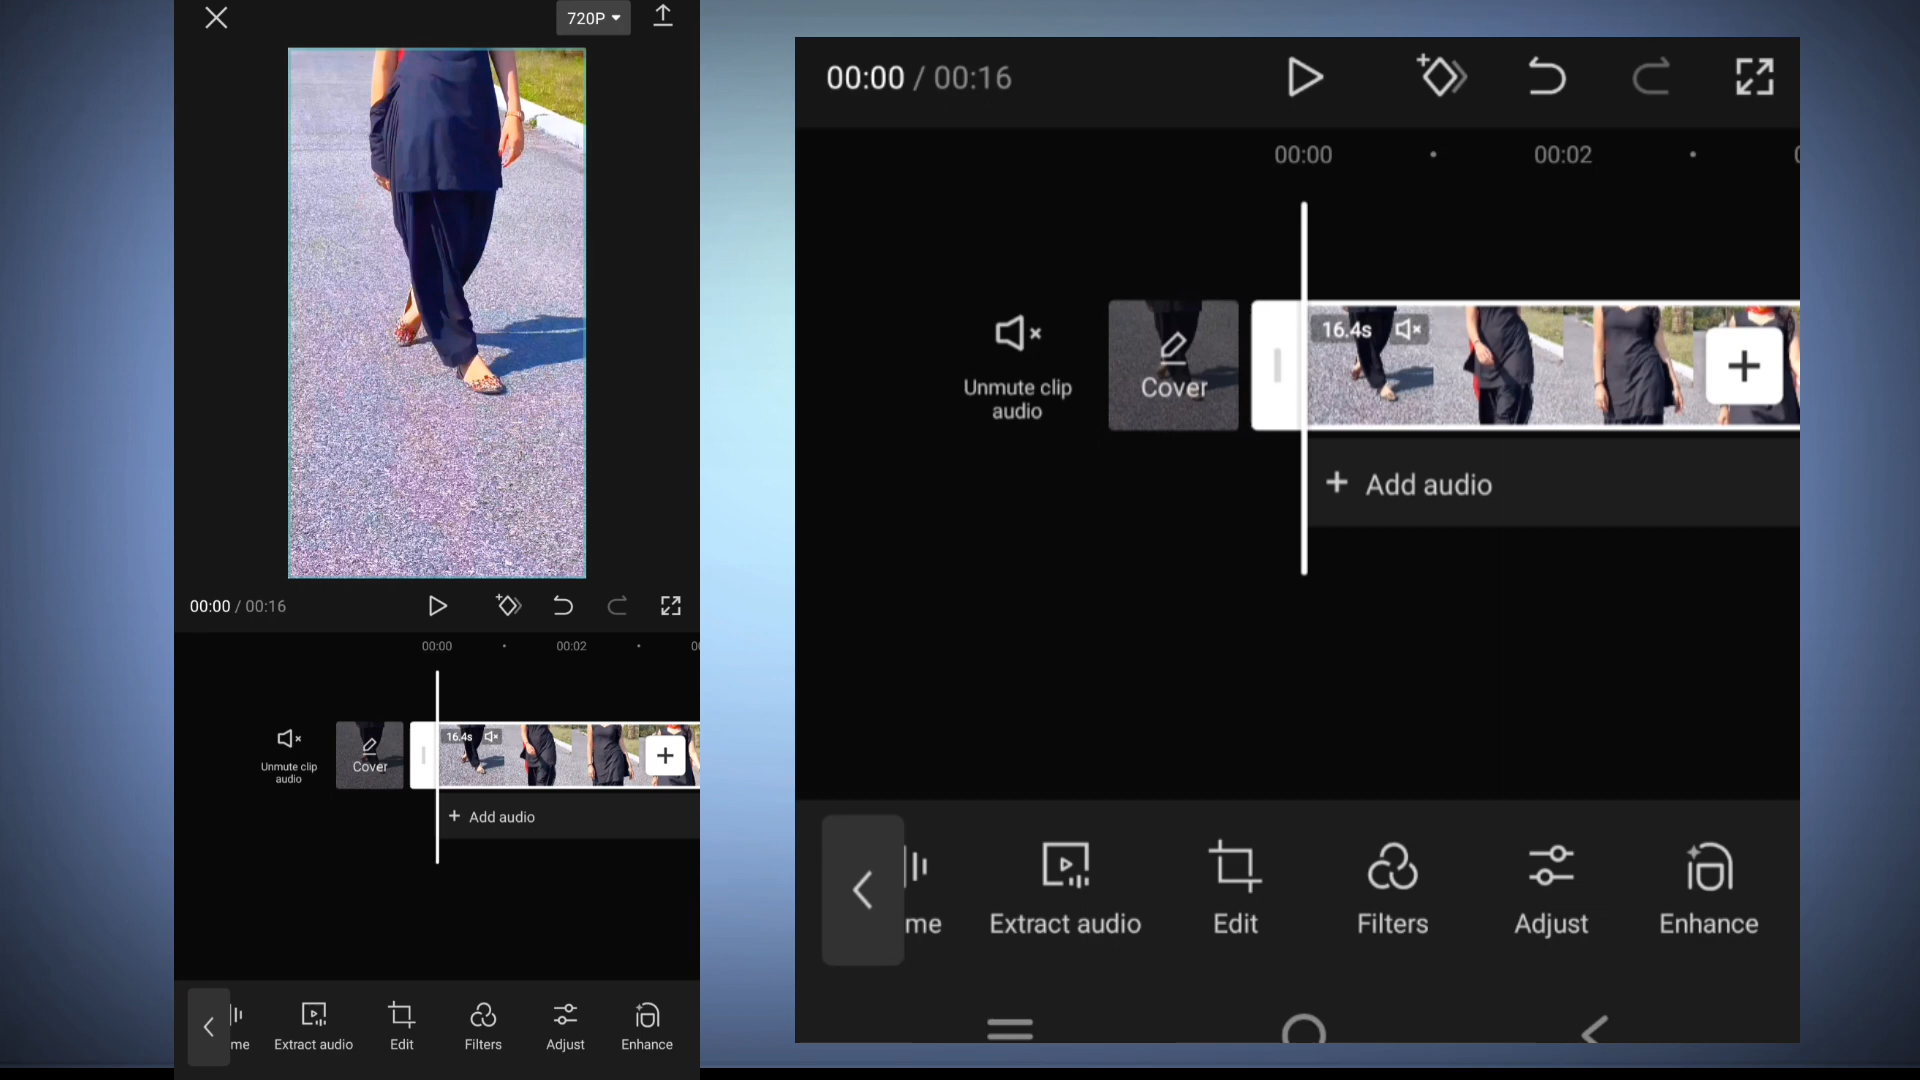 720P
00:00 / 00:16
00:00 00:02
16.4s
Unmute clip
audio
Cover
+ Add audio
me Extract audio Edit Filters Adjust Enhance
00:00 / 00:16
00:00 00:02
16.4s
Unmute clip
audio
Cover
+ Add audio
me Extract audio Edit Filters Adjust Enhance